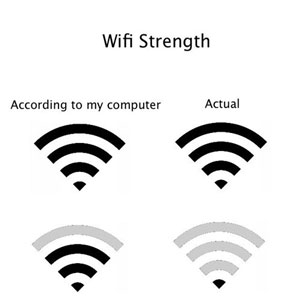 Wifi Strength
According to my computer
Actual